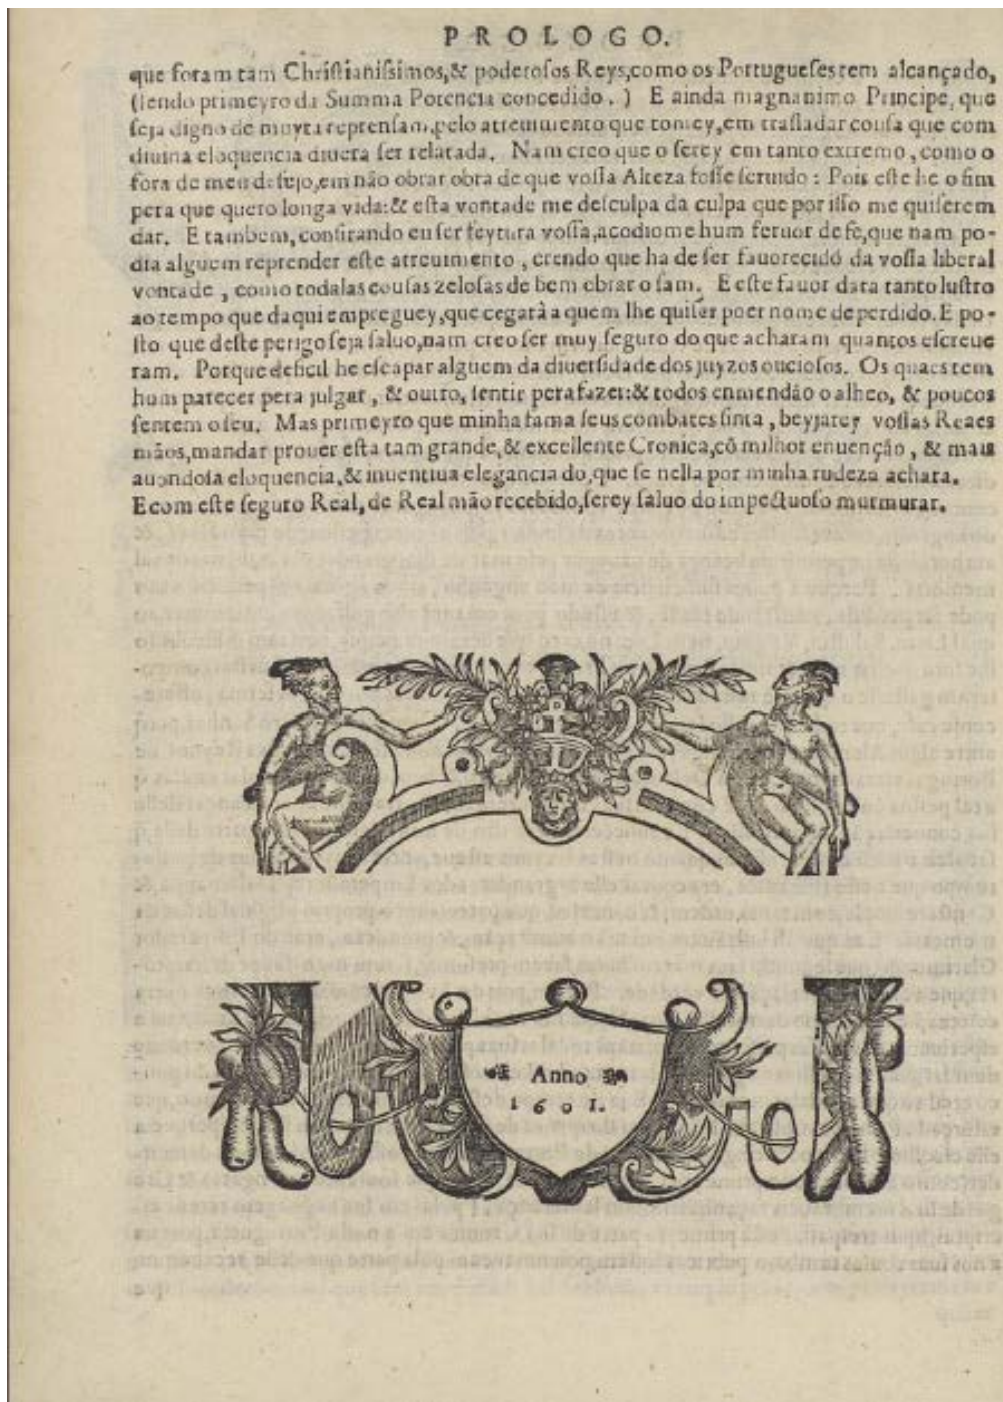 PROLOGO.
que foram tam Chriſtianiſsimos,& poderoſos Reys,como os Portugueſes tem alcançado,
(ſendo primeyro da Summa Potencia concedido.) E ainda magnanimo Principe, que
ſeja digno de muyta reprenſam,pelo atreuimento que tomey,em traſladar couſa que com
diuina eloquencia diuera ſer relatada. Nam creo que o ſerey em tanto extremo, como o
fora de meu deſejo,em não obrar obra de que voſſa Alteza foſſe ſeruido: Pois eſte he o fim
pera que quero longa vida:& eſta vontade me deſculpa da culpa que por iſſo me quiſerem
dar. E tambem, conſirando eu ſer feytura voſſa,acodiome hum feruor de fe,que nam po-
dia alguem reprender eſte atreuimento, crendo que ha de ſer fauorecido da voſſa liberal
vontade, como todalas couſas zeloſas de bem obrar o ſam. E eſte fauor dara tanto luſtro
ao tempo que daqui empreguey,que cegarà a quem lhe quiſer poer nome de perdido. E po-
ſto que deſte perigo ſeja ſaluo,nam creo ſer muy ſeguro do que acharam quantos eſcreue
ram. Porque deficil he eſcapar alguem da diuerſidade dos juyzos oucioſos. Os quaes tem
hum parecer pera julgar, & outro, ſentir pera fazer:& todos enmendão o alheo, & poucos
ſentem o ſeu. Mas primeyro que minha fama ſeus combates ſinta, beyjarey voſſas Reaes
mãos,mandar prouer eſta tam grande,& excellente Cronica,cõ milhor enuenção, & mais
auondoſa eloquencia,& inuentiua elegancia do,que ſe nella por minha rudeza achara.
E com eſte ſeguro Real, de Real mão recebido,ſerey ſaluo do impectuoſo murmurar.
Anno
1601.